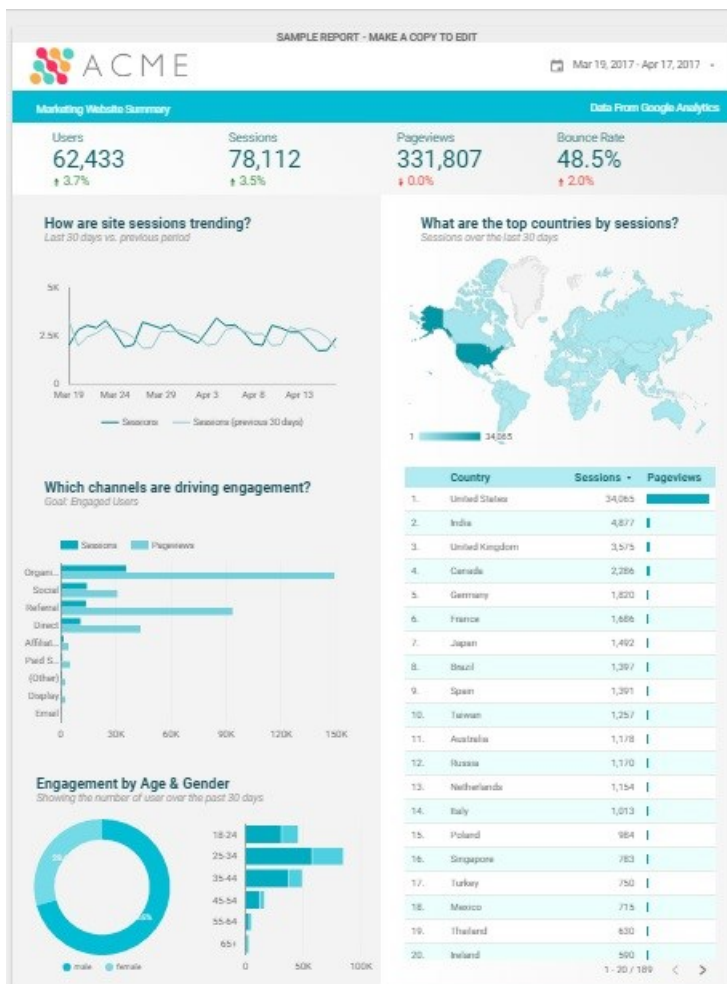 SAMPLE REPORT - MAKE A COPY TO EDIT
ACME
Mar 19, 2017 - Apr 17, 2017
Marketing Website Summary
Data From Google Analytics
Users
62,433
3.7%
Sessions
78,112
3.5%
Pageviews
331,807
0.0%
Bounce Rate
48.5%
2.0%
How are site sessions trending?
Last 30 days vs. previous period
5K
2.5K
0
Mar 19 Mar 24 Mar 29 Apr 3 Apr 8 Apr 13
Sessions Sessions (previous 30 days)
Which channels are driving engagement?
Goal: Engaged Users
Sessions Pageviews
Organi...
Social
Referral
Direct
Affiliat...
Paid S...
(Other)
Display
Email
0 30K 60K 90K 120K 150K
Engagement by Age & Gender
Showing the number of user over the past 30 days
male female
18-24
25-34
35-44
45-54
55-64
65+
0 50K 100K
What are the top countries by sessions?
Sessions over the last 30 days
1 34,065
Country Sessions Pageviews
1. United States 34,065
2. India 4,877
3. United Kingdom 3,575
4. Canada 2,286
5. Germany 1,820
6. France 1,686
7. Japan 1,492
8. Brazil 1,397
9. Spain 1,391
10. Taiwan 1,257
11. Australia 1,178
12. Russia 1,170
13. Netherlands 1,154
14. Italy 1,013
15. Poland 984
16. Singapore 783
17. Turkey 750
18. Mexico 715
19. Thailand 630
20. Ireland 590
1 - 20 / 189